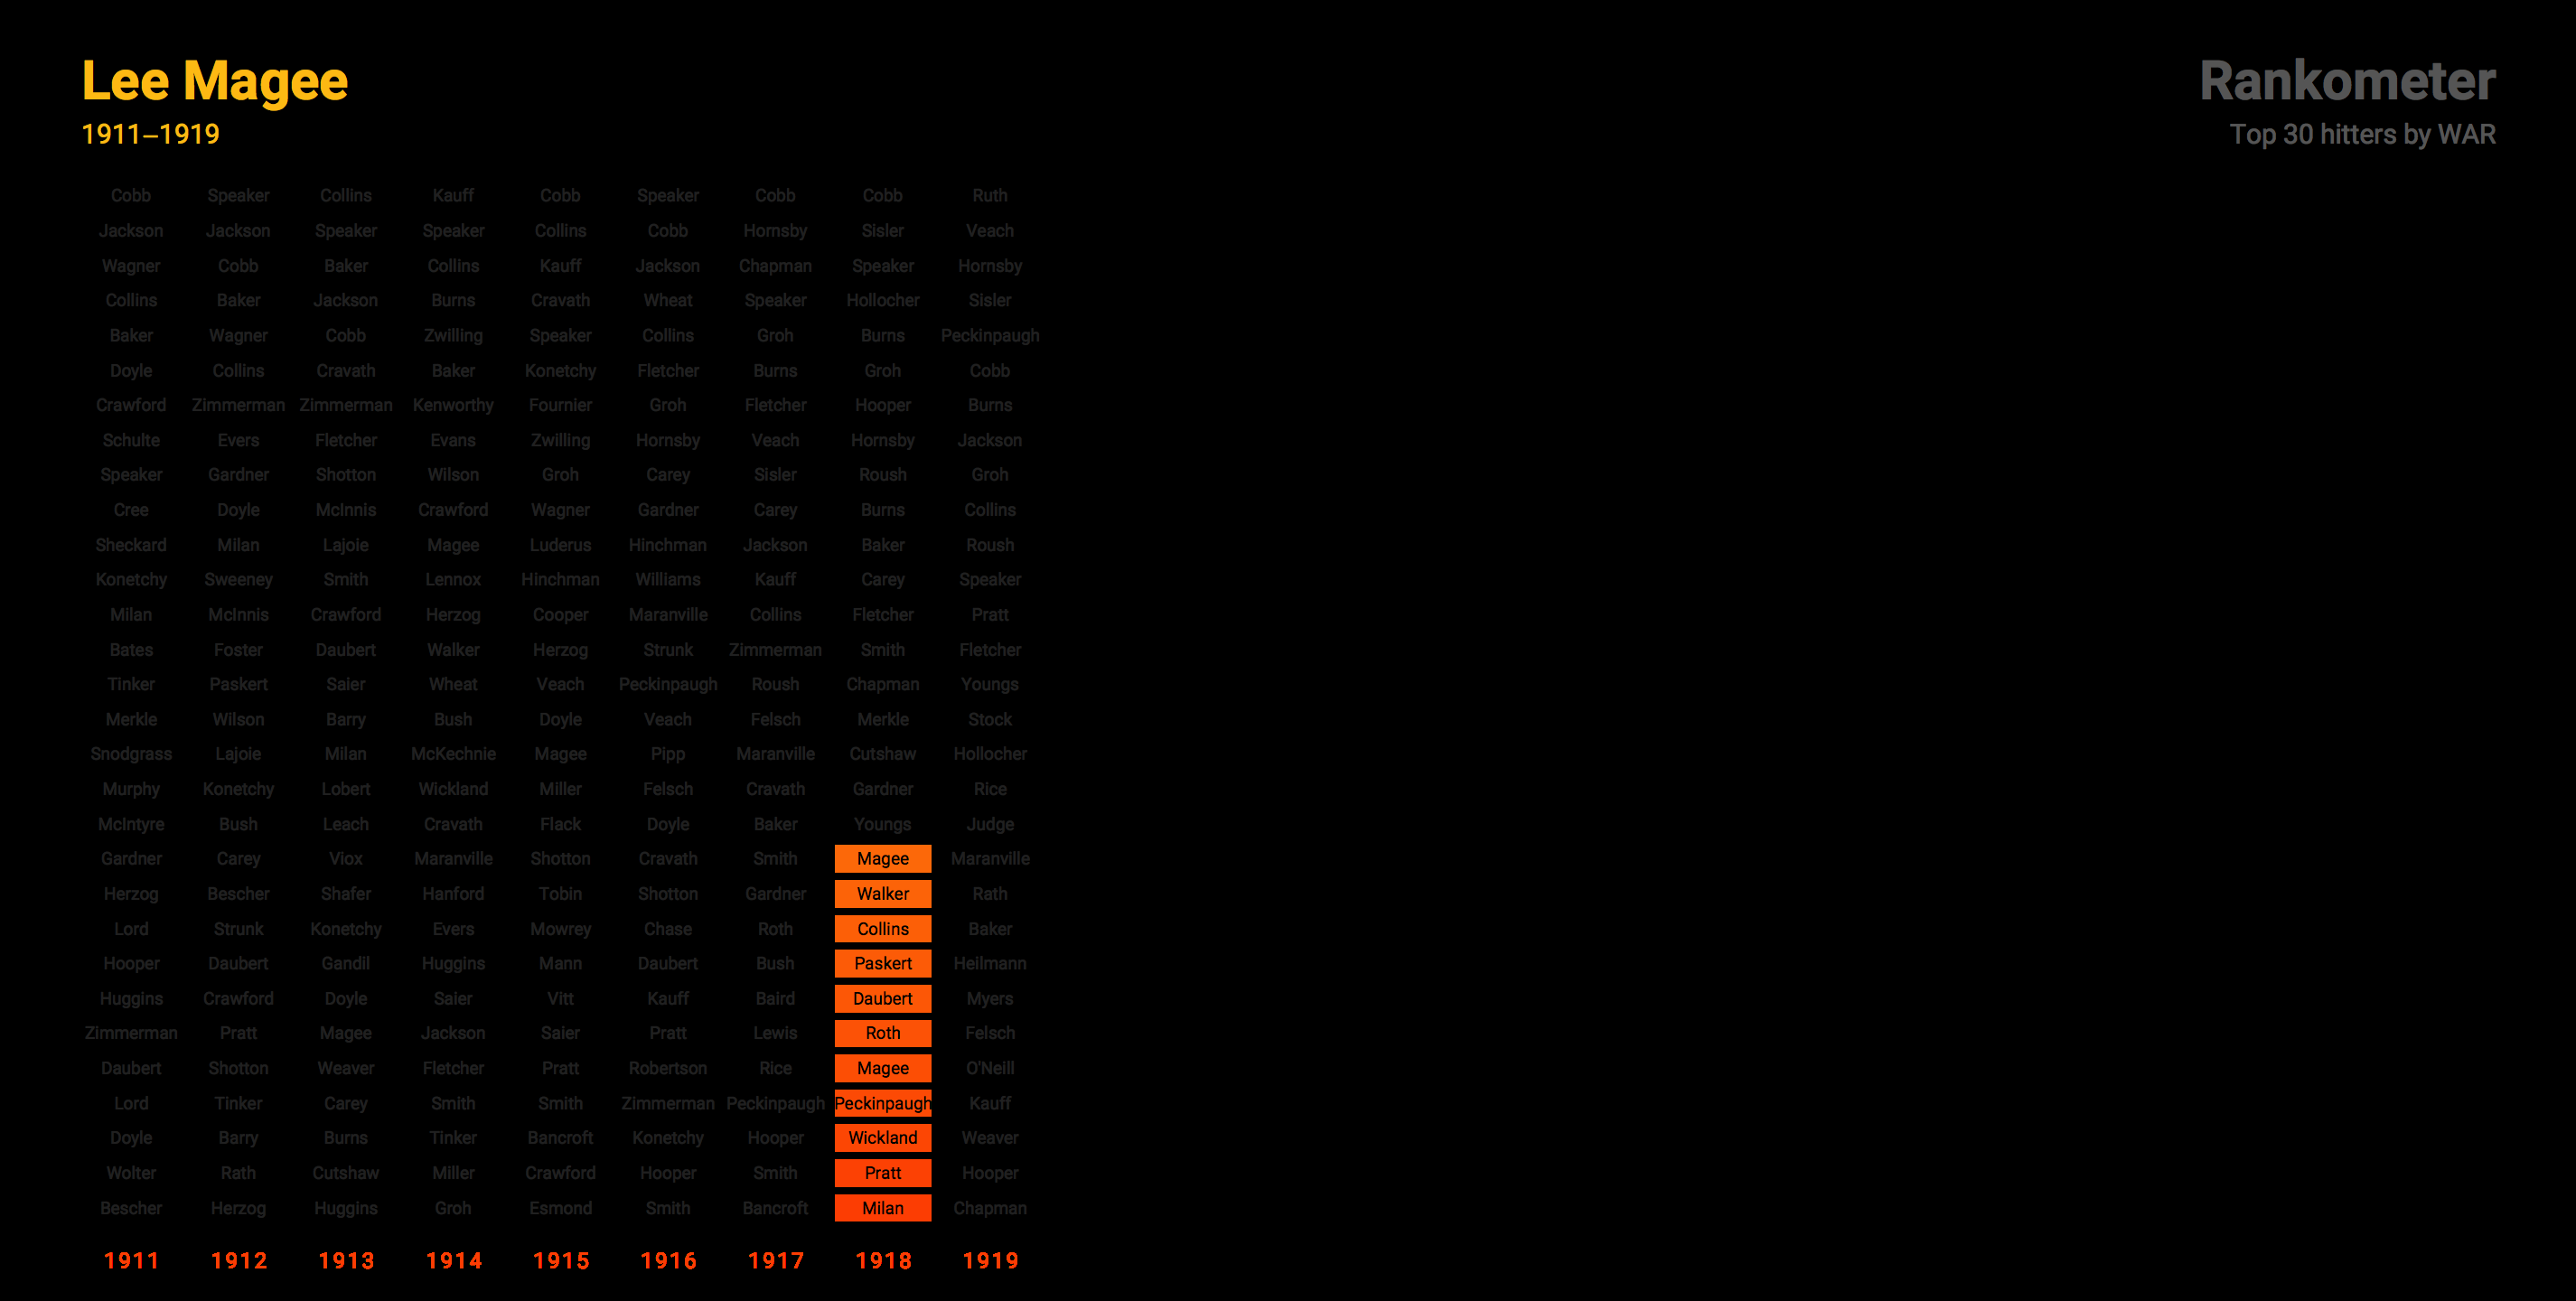 Lee Magee
1911–1919
Rankometer
Top 30 hitters by WAR
Cobb Speaker Collins Kauff Cobb Speaker Cobb Cobb Ruth
Jackson Jackson Speaker Speaker Collins Cobb Hornsby Sisler Veach
Wagner Cobb Baker Collins Kauff Jackson Chapman Speaker Hornsby
Collins Baker Jackson Burns Cravath Wheat Speaker Hollocher Sisler
Baker Wagner Cobb Zwilling Speaker Collins Groh Burns Peckinpaugh
Doyle Collins Cravath Baker Konetchy Fletcher Burns Groh Cobb
Crawford Zimmerman Zimmerman Kenworthy Fournier Groh Fletcher Hooper Burns
Schulte Evers Fletcher Evans Zwilling Hornsby Veach Hornsby Jackson
Speaker Gardner Shotton Wilson Groh Carey Sisler Roush Groh
Cree Doyle McInnis Crawford Wagner Gardner Carey Burns Collins
Sheckard Milan Lajoie Magee Luderus Hinchman Jackson Baker Roush
Konetchy Sweeney Smith Lennox Hinchman Williams Kauff Carey Speaker
Milan McInnis Crawford Herzog Cooper Maranville Collins Fletcher Pratt
Bates Foster Daubert Walker Herzog Strunk Zimmerman Smith Fletcher
Tinker Paskert Saier Wheat Veach Peckinpaugh Roush Chapman Youngs
Merkle Wilson Barry Bush Doyle Veach Felsch Merkle Stock
Snodgrass Lajoie Milan McKechnie Magee Pipp Maranville Cutshaw Hollocher
Murphy Konetchy Lobert Wickland Miller Felsch Cravath Gardner Rice
McIntyre Bush Leach Cravath Flack Doyle Baker Youngs Judge
Gardner Carey Viox Maranville Shotton Cravath Smith Magee Maranville
Herzog Bescher Shafer Hanford Tobin Shotton Gardner Walker Rath
Lord Strunk Konetchy Evers Mowrey Chase Roth Collins Baker
Hooper Daubert Gandil Huggins Mann Daubert Bush Paskert Heilmann
Huggins Crawford Doyle Saier Vitt Kauff Baird Daubert Myers
Zimmerman Pratt Magee Jackson Saier Pratt Lewis Roth Felsch
Daubert Shotton Weaver Fletcher Pratt Robertson Rice Magee O'Neill
Lord Tinker Carey Smith Smith Zimmerman Peckinpaugh Peckinpaugh Kauff
Doyle Barry Burns Tinker Bancroft Konetchy Hooper Wickland Weaver
Wolter Rath Cutshaw Miller Crawford Hooper Smith Pratt Hooper
Bescher Herzog Huggins Groh Esmond Smith Bancroft Milan Chapman
1911 1912 1913 1914 1915 1916 1917 1918 1919